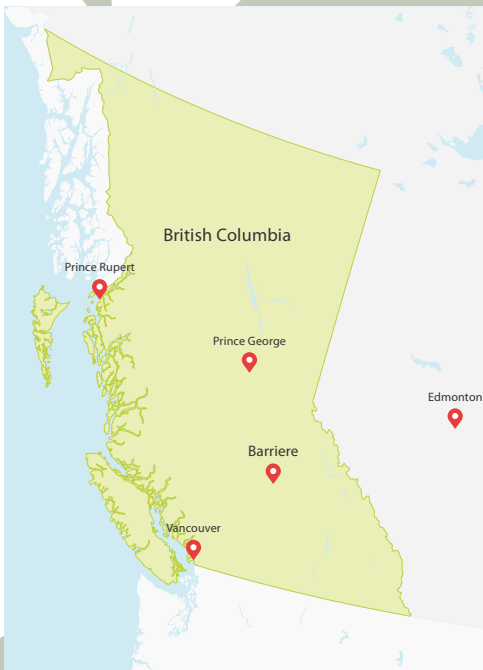 British Columbia
Prince Rupert
Prince George
Edmonton
Barriere
Vancouver